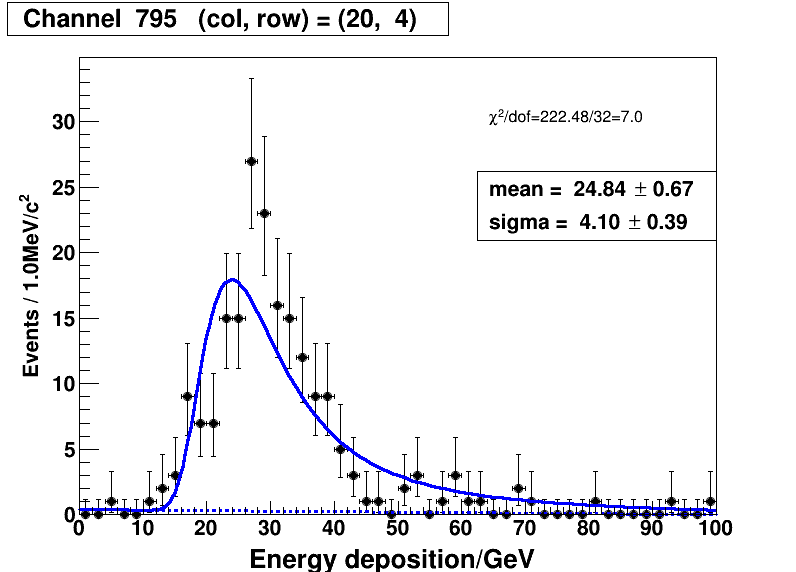 Channel 795 (col, row) = (20, 4)
χ²/dof=222.48/32=7.0
mean = 24.84 ± 0.67
sigma = 4.10 ± 0.39
Events / 1.0MeV/c²
30
25
20
15
10
5
0
0 10 20 30 40 50 60 70 80 90 100
Energy deposition/GeV